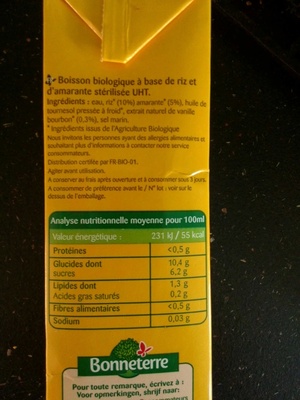 Boisson biologique à base de riz et
d'amarante stérilisée UHT.
Ingrédients : eau, riz* (10%) amarante* (5%), huile de
tournesol pressée à froid*, extrait naturel de vanille
bourbon* (0,3%), sel marin.
* Ingrédients issus de l'Agriculture Biologique
Nous invitons les personnes ayant des allergies alimentaires et
souhaitant plus d'informations à contacter notre service
consommateurs.
Distribution certifiée par FR-BIO-01.
Agiter avant utilisation.
A conserver au frais après ouverture et à consommer sous 3 jours.
A consommer de préférence avant le / N° lot : voir sur le
dessus de l'emballage.
Analyse nutritionnelle moyenne pour 100ml
Valeur énergétique : 231 kJ / 55 kcal
Protéines <0,5 g
Glucides dont 10,4 g
sucres 6,2 g
Lipides dont 1,3 g
Acides gras saturés 0,2 g
Fibres alimentaires <0,5 g
Sodium 0,03 g
Bonneterre
Pour toute remarque, écrivez à :
Voor opmerkingen, shrijf naar: